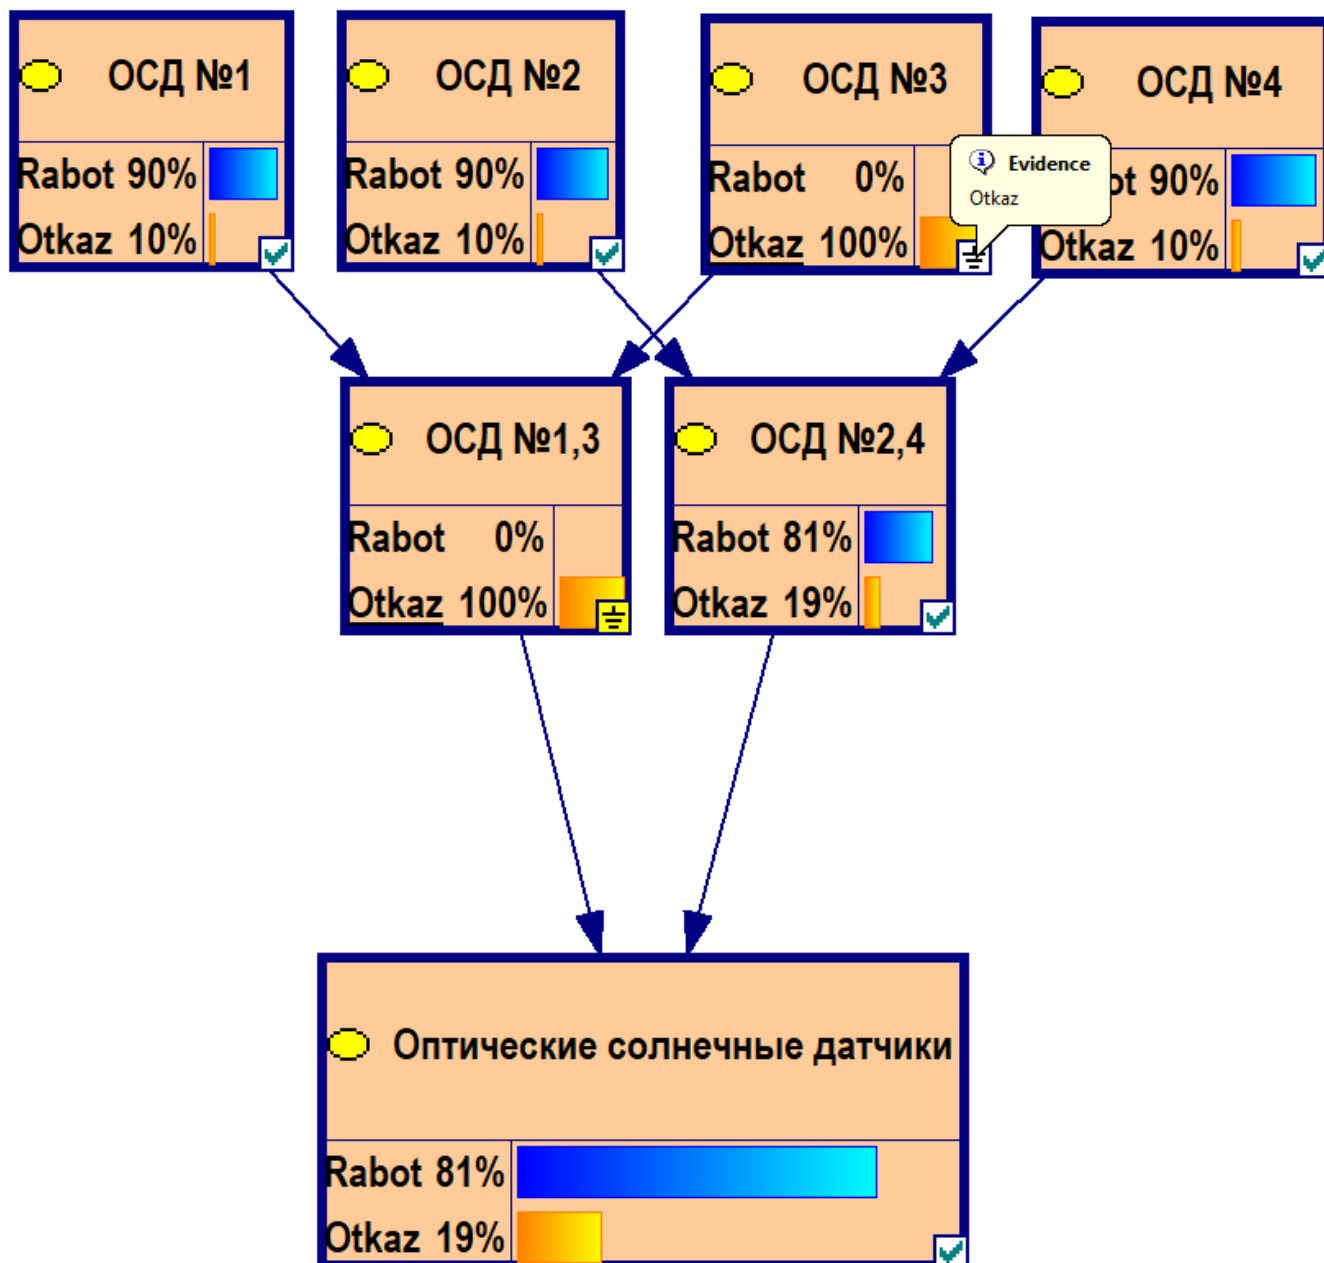 ОСД №1
Rabot 90%
Otkaz 10%
ОСД №2
Rabot 90%
Otkaz 10%
ОСД №3
Rabot 0%
Otkaz 100%
Evidence
Otkaz
ОСД №4
ot 90%
Otkaz 10%
ОСД №1,3
Rabot 0%
Otkaz 100%
ОСД №2,4
Rabot 81%
Otkaz 19%
Оптические солнечные датчики
Rabot 81%
Otkaz 19%